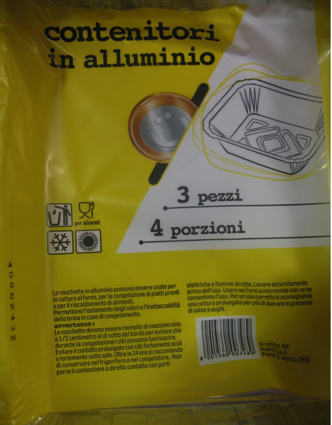 contenitori
in alluminio
3 pezzi
4 porzioni
per alimenti
Le vaschette in alluminio possono essere usate per
la cottura al forno, per la congelazione di piatti pronti
e per il riscaldamento di alimenti.
Permettono l'isolamento degli odori e l'inattaccabilità
della brina in caso di congelamento.
avvertenze:
Le vaschette devono essere riempite al massimo sino
a 1/2 centimetro al di sotto del bordo per evitare che
durante la congelazione i cibi possano fuoriuscire.
Evitare il contatto prolungato con cibi fortemente acidi
o fortemente sotto sale. Oltre le 24 ore si raccomanda
di conservare nel frigorifero o nel congelatore. Non
porre il contenitore a diretto contatto con parti
elettriche e fiamme dirette. Lavare accuratamente
prima dell'uso. Usare nei forni a microonde solo se ne
consentono l'uso. Per un uso corretto è sconsigliabile
una cottura prolungata per più di due ore in presenza
di salse e sughi.